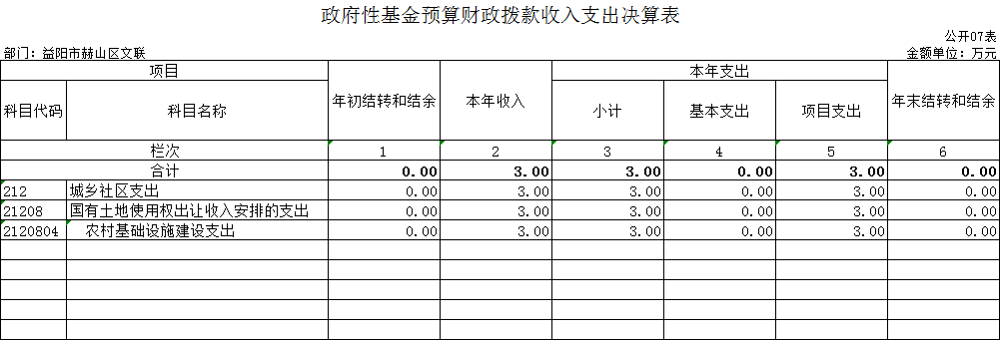 政府性基金预算财政拨款收入支出决算表
公开07表
部门：益阳市赫山区文联 金额单位：万元
项目 年初结转和结余 本年收入 本年支出 年末结转和结余
科目代码 科目名称 小计 基本支出 项目支出
栏次 1 2 3 4 5 6
合计 0.00 3.00 3.00 0.00 3.00 0.00
212 城乡社区支出 0.00 3.00 3.00 0.00 3.00 0.00
21208 国有土地使用权出让收入安排的支出 0.00 3.00 3.00 0.00 3.00 0.00
2120804 农村基础设施建设支出 0.00 3.00 3.00 0.00 3.00 0.00